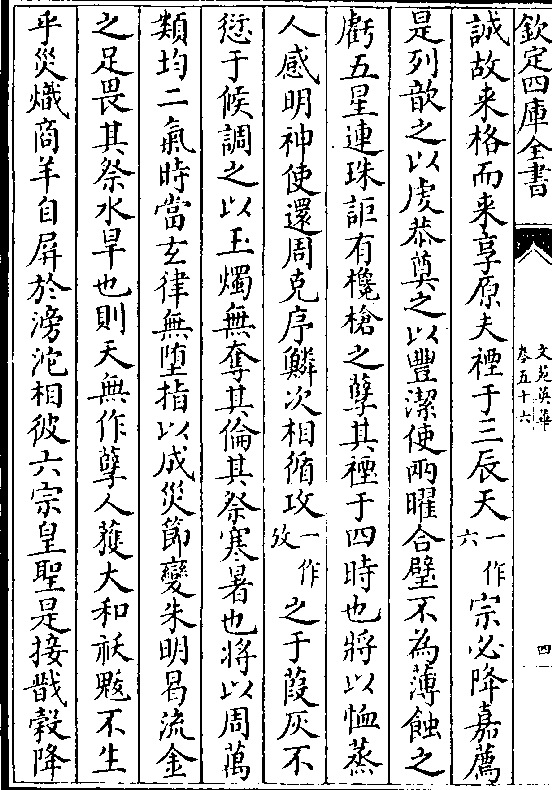 欽定四庫全書
文苑英華
卷五十六
四
誠故来格而来享原夫禋于三辰天一作六宗必降嘉薦
是列歆之以虔恭奠之以豐潔使兩曜合璧不為薄蝕之
虧五星連珠詎有欃槍之孽其禋于四時也將以恤蒸
人感明神使還周克序鱗次相循攻一作攷之于葭灰不
愆于候調之以玉燭無奪其倫其祭寒暑也將以周萬
類均二氣時當玄律無墮指以成災節變朱明曷流金
之足畏其祭水旱也則天無作孽人獲大和祅㱙不生
乎災熾商羊自屏於滂沱相彼六宗皇聖是接戩穀降